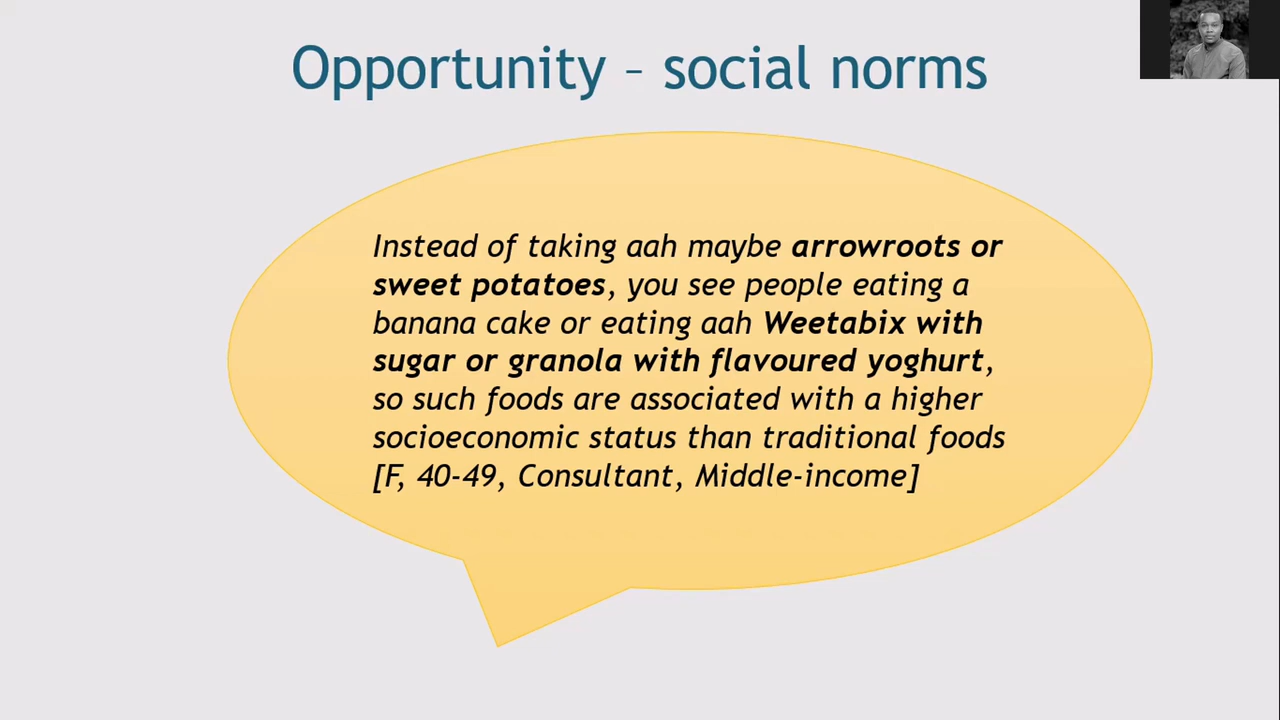 Opportunity – social norms
Instead of taking aah maybe arrowroots or
sweet potatoes, you see people eating a
banana cake or eating aah Weetabix with
sugar or granola with flavoured yoghurt,
so such foods are associated with a higher
socioeconomic status than traditional foods
[F, 40-49, Consultant, Middle-income]